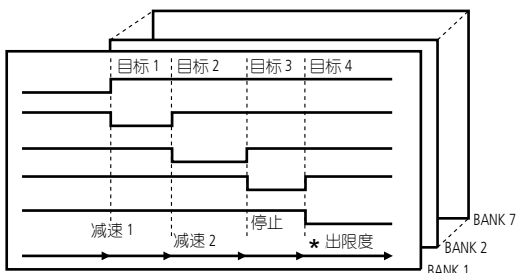 目标 1 目标 2 目标 3 目标 4
减速 1 减速 2 停止 * 出限度
BANK 7
BANK 2
BANK 1